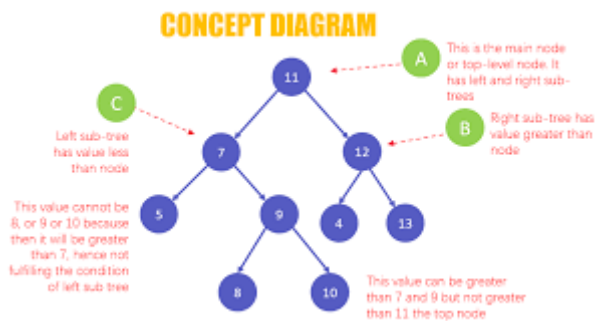 CONCEPT DIAGRAM
A
This is the main node
or top-level node. It
has left and right sub-
trees
11
C
B
Right sub-tree has
value greater than
node
Left sub-tree
has value less
than node
7
12
This value cannot be
8, or 9 or 10 because
then it will be greater
than 7, hence not
fulfilling the condition
of left sub tree
5
9
4
13
8
10
This value can be greater
than 7 and 9 but not greater
than 11 the top node